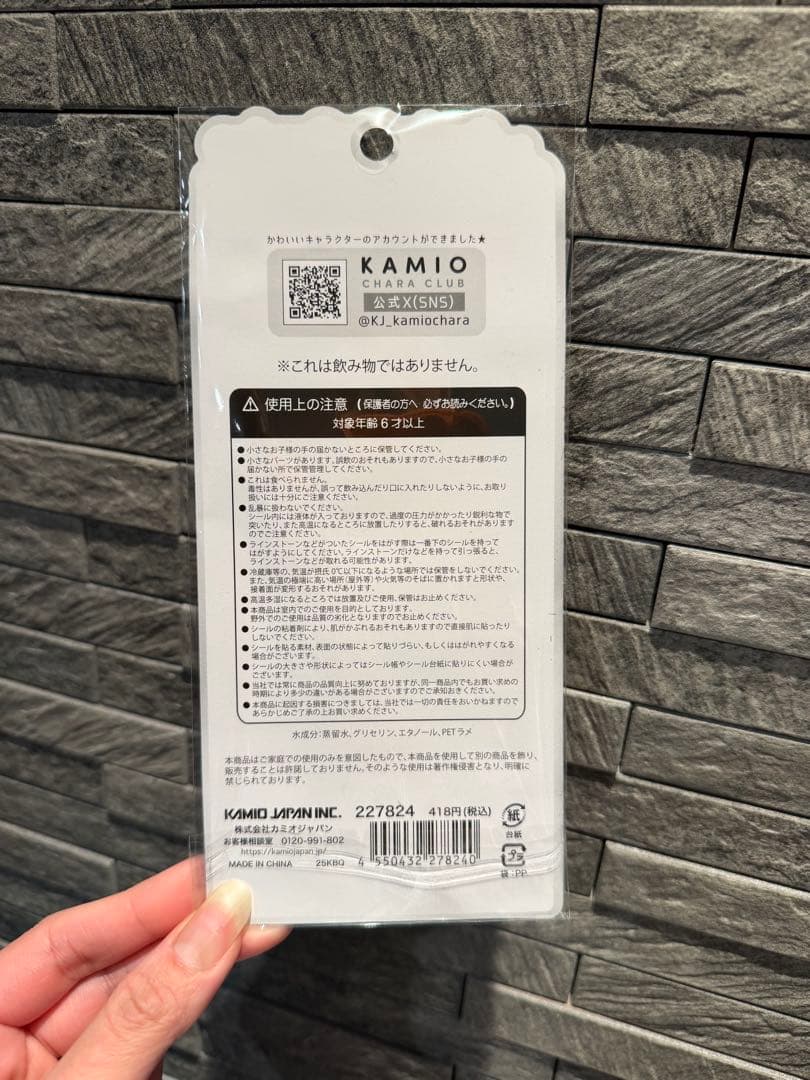 かわいいキャラクターのアカウントができました★
KAMIO
CHARA CLUB
公式X(SNS)
@KJ_kamiochara
※これは飲み物ではありません。
⚠ 使用上の注意 (保護者の方へ 必ずお読みください。)
対象年齢6才以上
●小さなお子様の手の届かないところに保管してください。
●小さなパーツがあります。誤飲のおそれもありますので、小さなお子様の手の
届かない所で保管管理してください。
●これは食べられません。
毒性はありませんが、誤って飲み込んだり口に入れたりしないように、お取り
扱いには十分にご注意ください。
●乱暴に扱わないでください。
シール内には液体が入っておりますので、過度の圧力がかかったり鋭利な物で
突いたり、また高温になるところに放置したりすると、破れるおそれがあります
のでご注意ください。
●ラインストーンなどがついたシールをはがす際は一番下のシールを持って
はがすようにしてください。ラインストーンだけなどを持って引っ張ると、
ラインストーンなどが取れる可能性があります。
●冷蔵庫等の、気温が摂氏0℃以下になるような場所では保管をしないでください。
また、気温の極端に高い場所(屋外等)や火気等のそばに置かれますと形状や、
接着面が変形するおそれがあります。
●高温多湿になるところでは放置及びご使用、保管はお止めください。
●本商品は室内でのご使用を目的としております。
野外でのご使用は品質の劣化となりますのでお止めください。
●シールの粘着剤により、肌がかぶれるおそれもありますので直接肌に貼ったり
しないでください。
●シールを貼る素材、表面の状態によって貼りづらい、もしくははがれやすくなる
場合がございます。
●シールの大きさや形状によってはシール帳やシール台紙に貼りにくい場合が
ございます。
●当社では常に商品の品質向上に努めておりますが、同一商品内でもお買い求めの
時期により多少の違いがある場合がございますのでご承知おきください。
●本商品に起因する損害につきましては、当社では一切の責任をおいかねますので
あらかじめご了承の上お買い求めください。
水成分:蒸留水、グリセリン、エタノール、PETラメ
本商品はご家庭での使用のみを意図したもので、本商品を使用して別の商品を飾り、
販売することは許諾しておりません。そのような使用は著作権侵害となり、明確に
禁じられております。
KAMIO JAPAN INC. 227824 418円(税込)
株式会社カミオジャパン
お客様相談室 0120-991-802
https://kamiojapan.jp/
MADE IN CHINA 25KBQ
4 550432 278240
紙
台紙
プラ
袋:PP